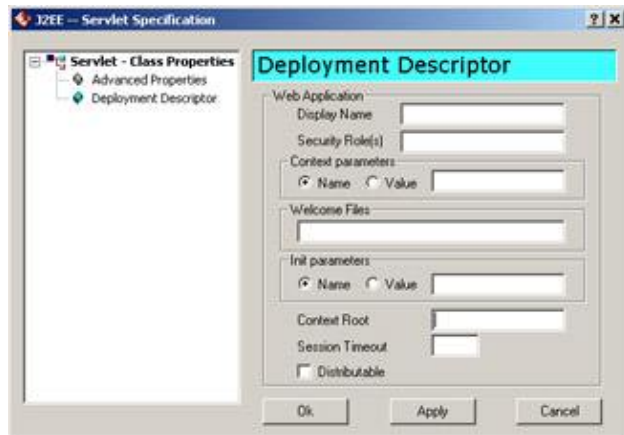 J2EE -- Servlet Specification
Servlet - Class Properties
Advanced Properties
Deployment Descriptor
Deployment Descriptor
Web Application
Display Name
Security Role(s)
Context parameters
Name Value
Welcome Files
Init parameters
Name Value
Context Root
Session Timeout
Distributable
Ok Apply Cancel